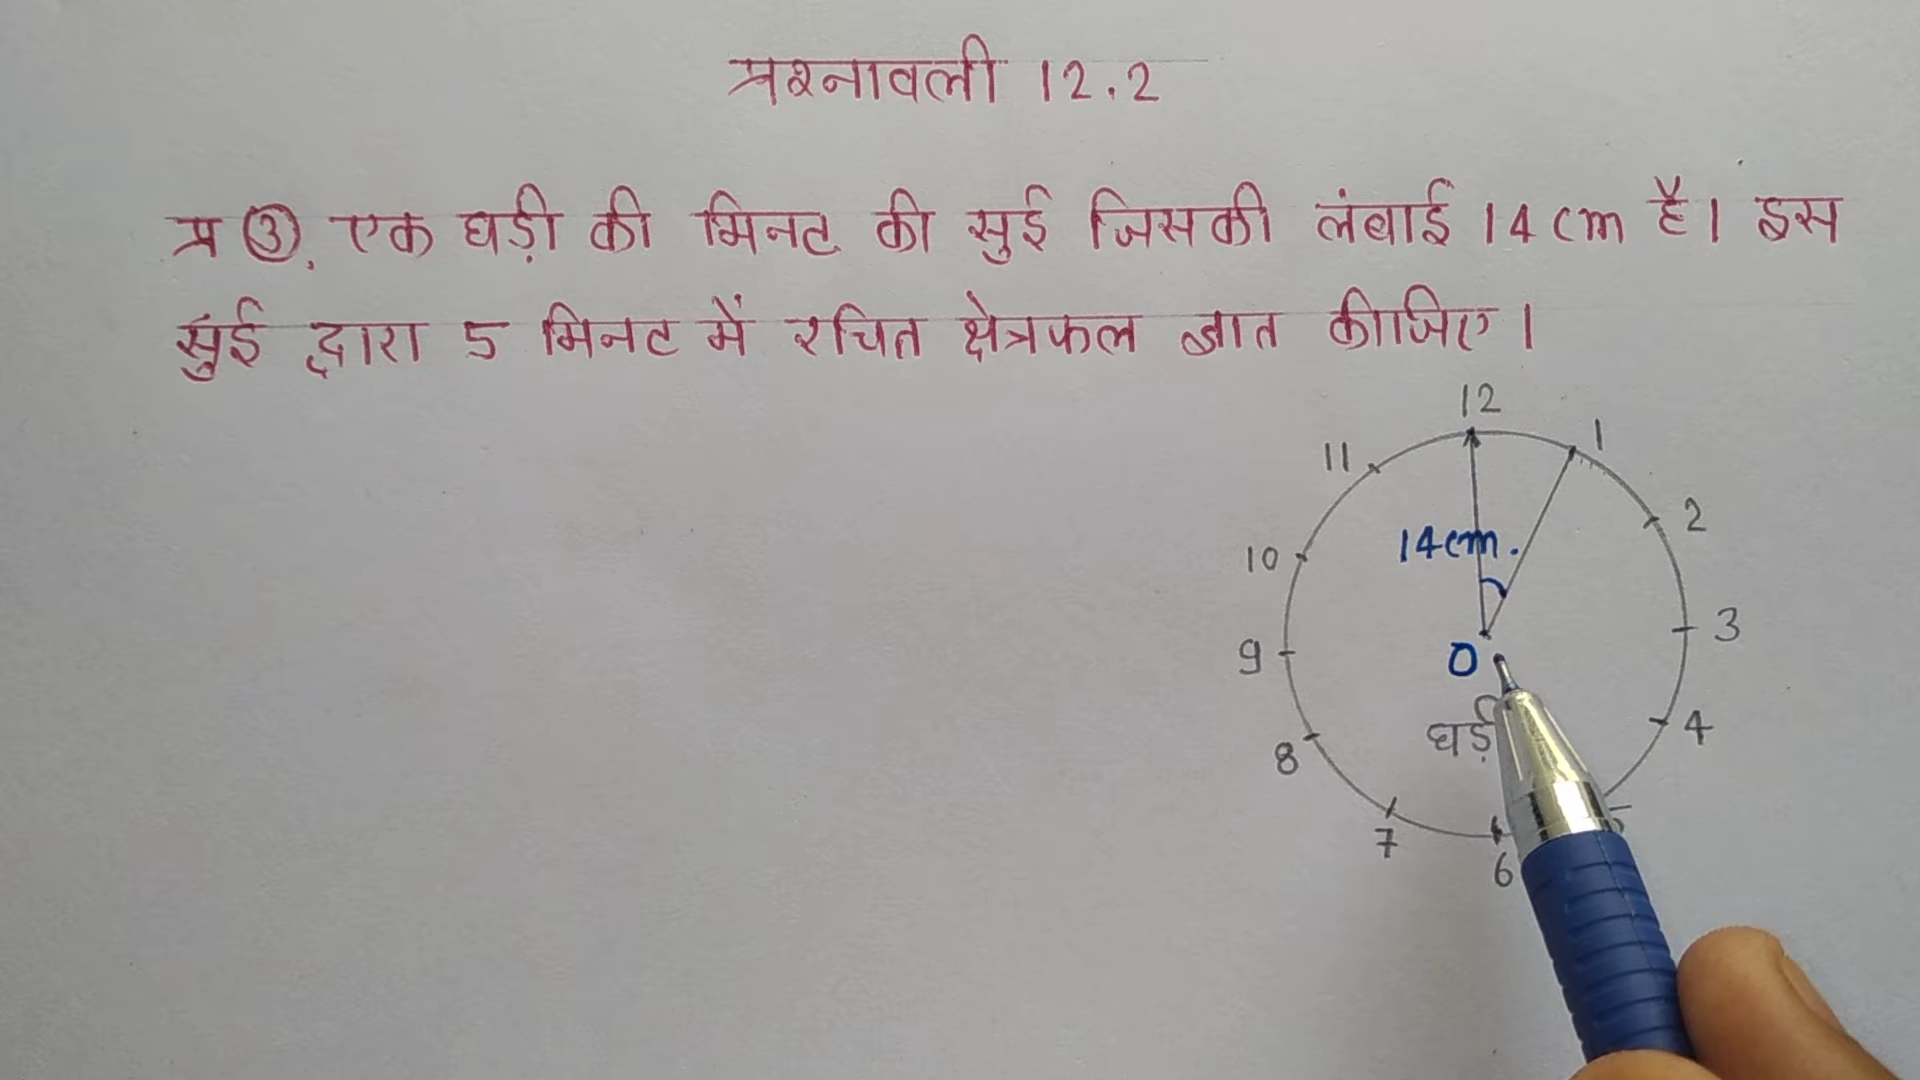 प्रश्नावली 12.2
प्र ③. एक घड़ी की मिनट की सुई जिसकी लंबाई 14 cm है। इस
सुंई द्वारा 5 मिनट में रचित क्षेत्रफल ज्ञात कीजिए।
12
11
1
2
10
14cm.
3
9
O
4
8
7
6